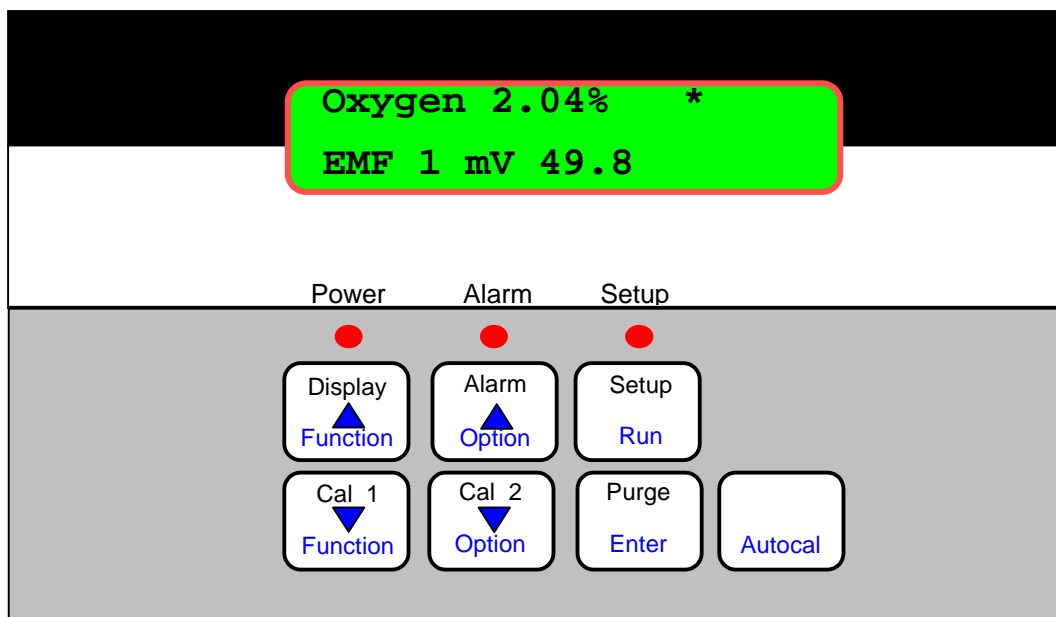 Oxygen 2.04% *
EMF 1 mV 49.8
Power Alarm Setup
Display Alarm Setup
Function Option Run
Cal 1 Cal 2 Purge
Function Option Enter Autocal